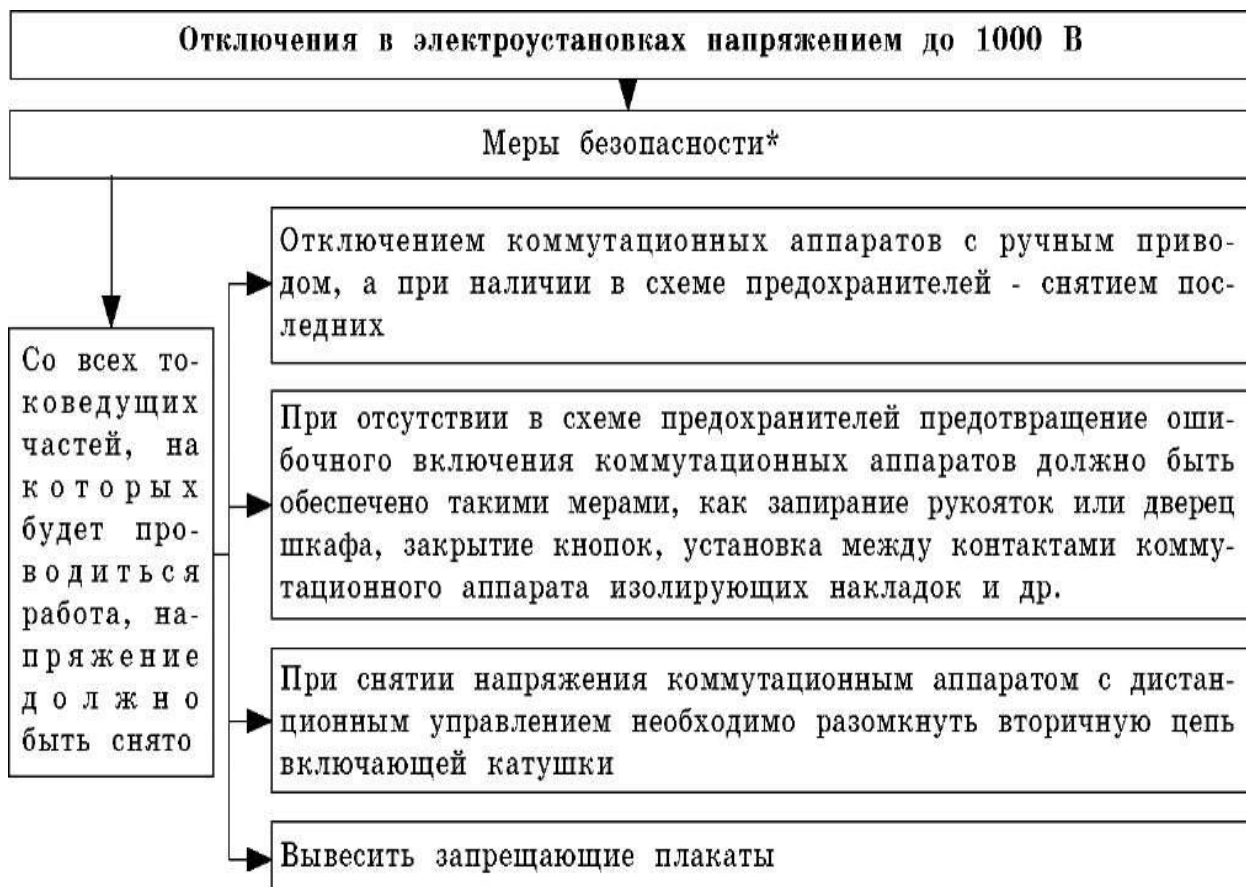 Отключения в электроустановках напряжением до 1000 В
Меры безопасности*
Со всех то-
коведущих
частей, на
которых
будет про-
водиться
работа, на-
пряжение
должно
быть снято
Отключением коммутационных аппаратов с ручным приво-
дом, а при наличии в схеме предохранителей - снятием пос-
ледних
При отсутствии в схеме предохранителей предотвращение оши-
бочного включения коммутационных аппаратов должно быть
обеспечено такими мерами, как запирание рукояток или дверец
шкафа, закрытие кнопок, установка между контактами комму-
тационного аппарата изолирующих накладок и др.
При снятии напряжения коммутационным аппаратом с дистан-
ционным управлением необходимо разомкнуть вторичную цепь
включающей катушки
Вывесить запрещающие плакаты